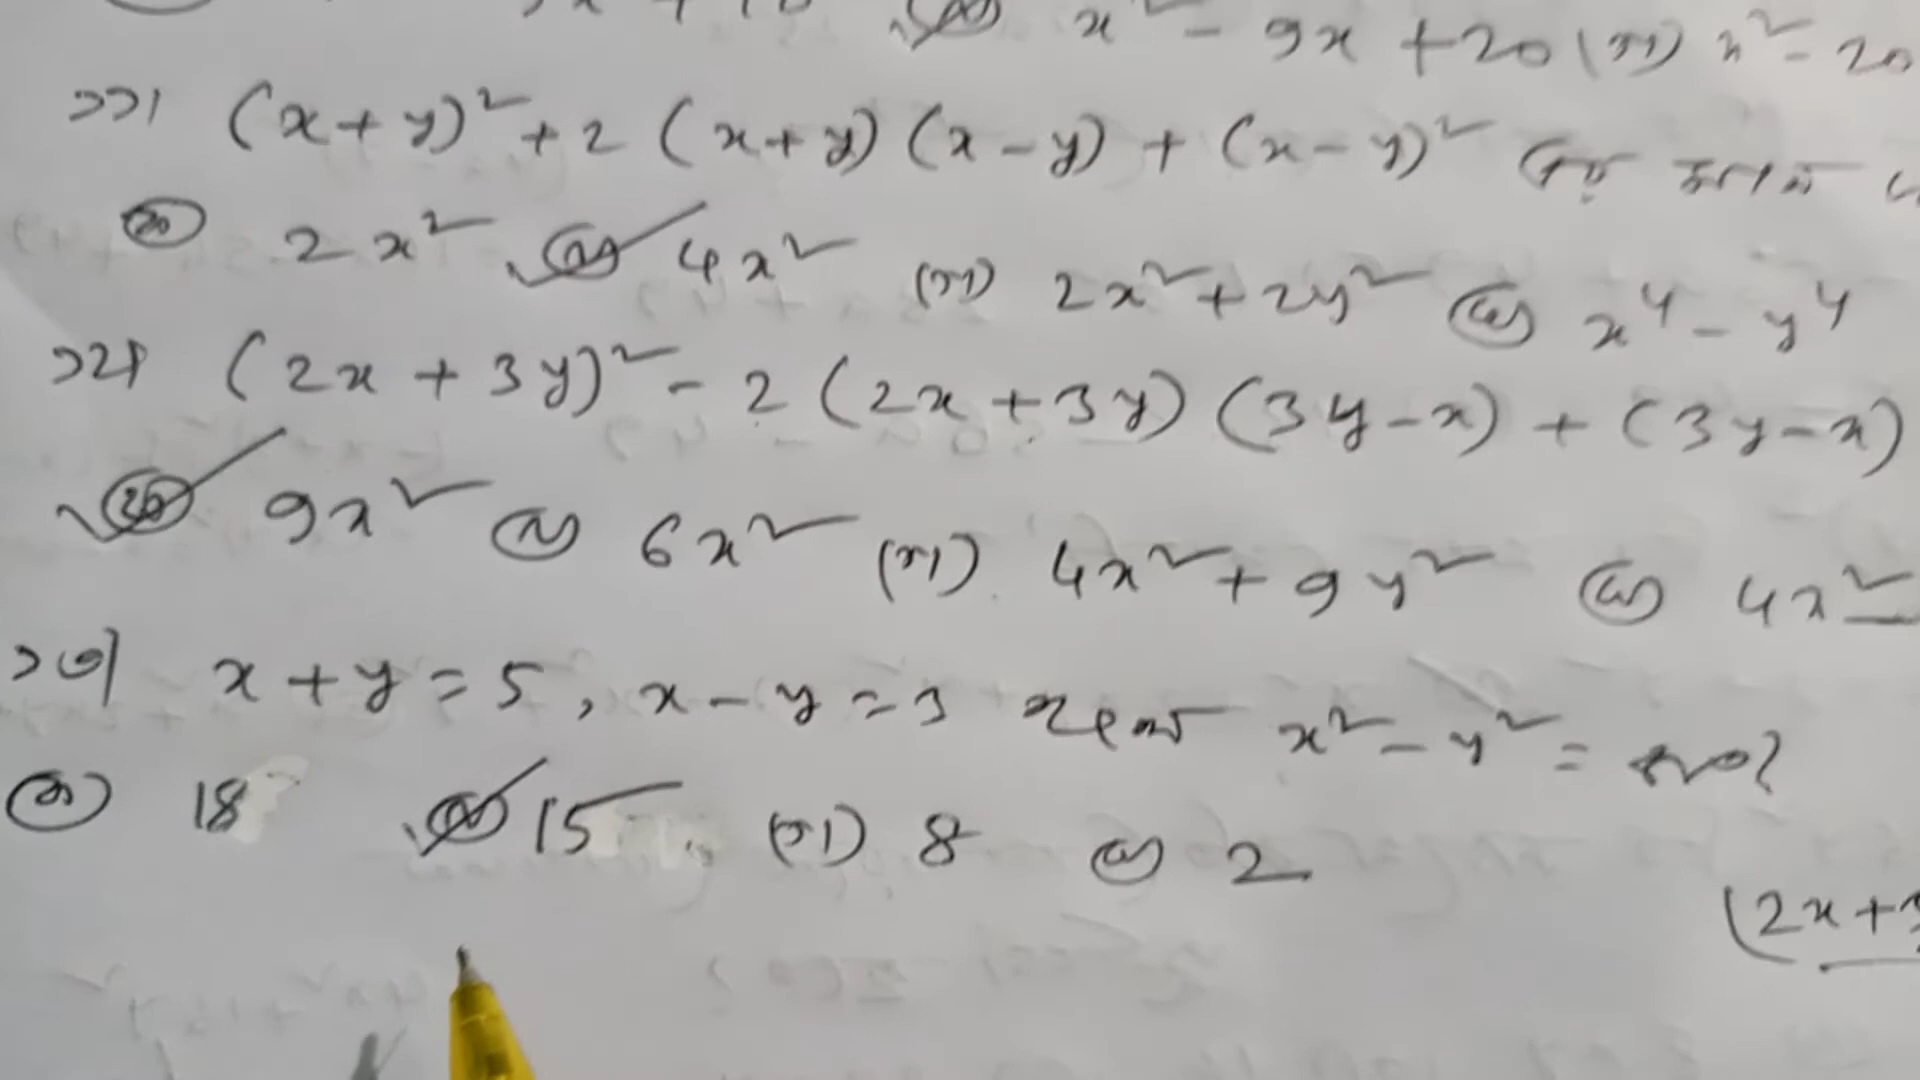 x² - 9x + 20 (গ) x² - 20
১১। (x + y)² + 2 (x + y) (x - y) + (x - y)² এর মান
ক 2x² খ 4x² (গ) 2x² + 2y² ঘ x⁴ - y⁴
১২। (2x + 3y)² - 2 (2x + 3y) (3y - x) + (3y - x)
ক 9x² খ 6x² (গ) 4x² + 9y² ঘ 4x²
১৩। x + y = 5, x - y = 3 হলে x² - y² = কত?
ক 18 খ 15 (গ) 8 ঘ 2
(2x +